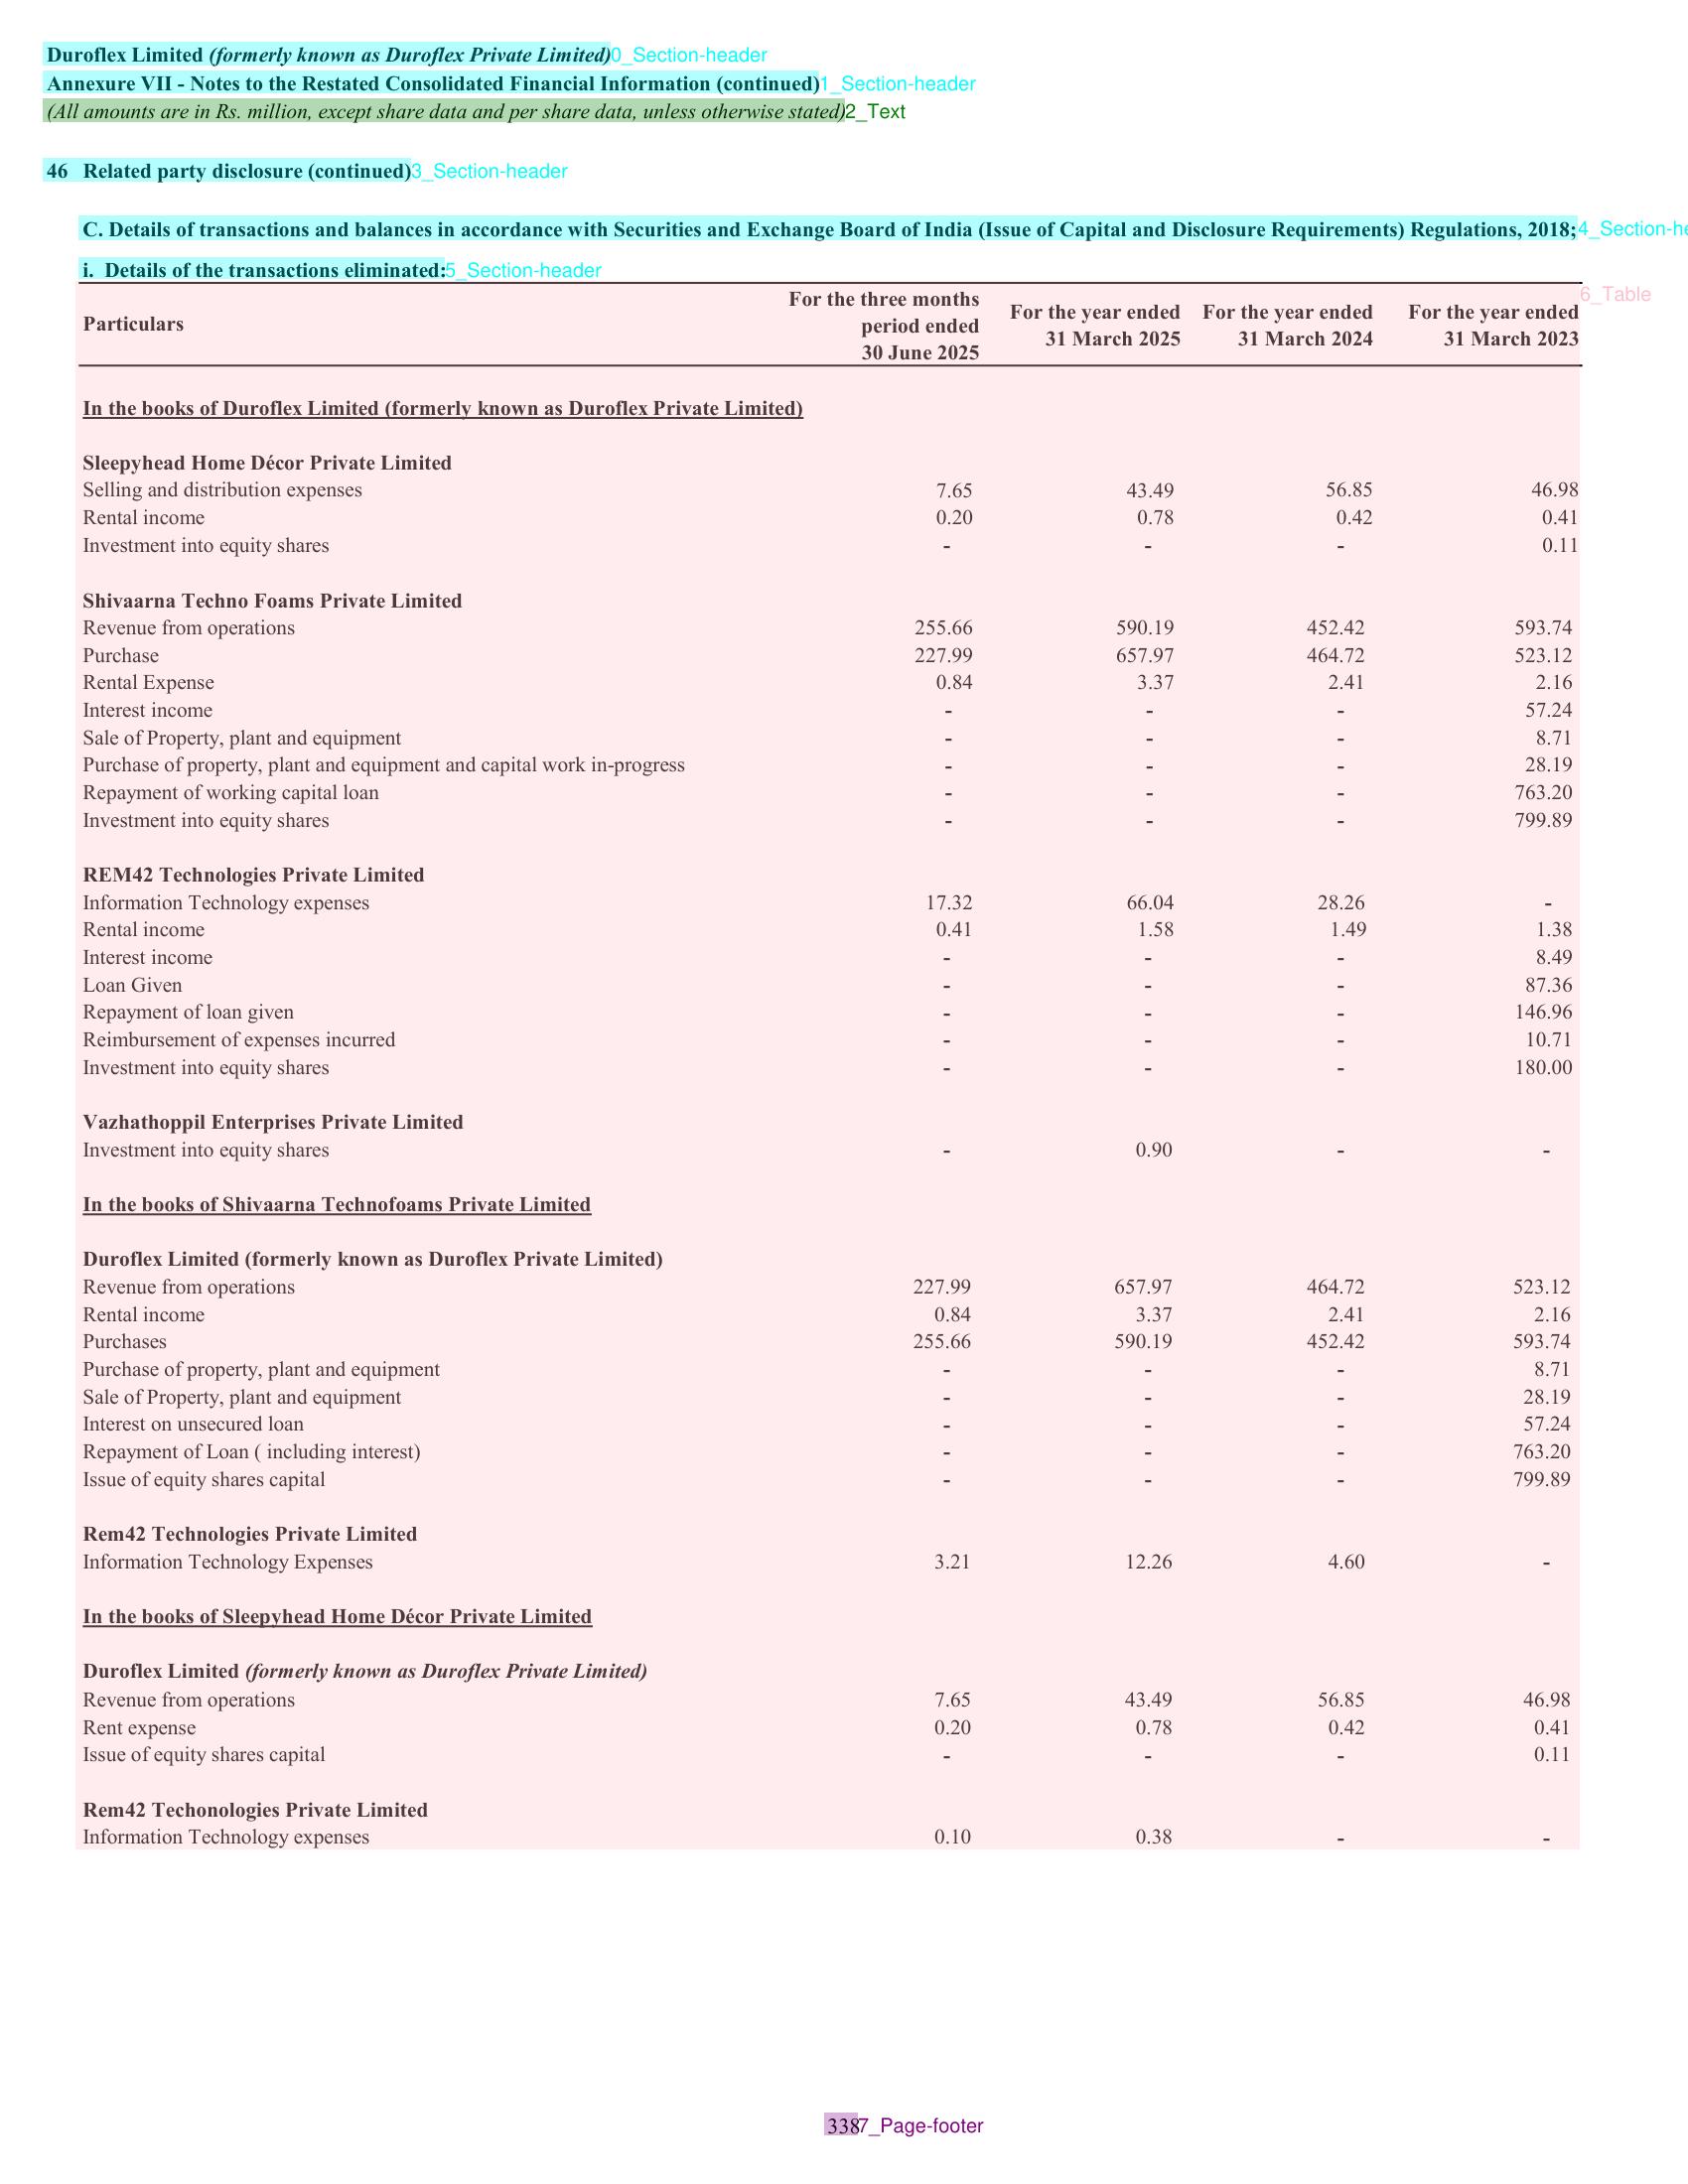 Duroflex Limited (formerly known as Duroflex Private Limited)0_Section-header
Annexure VII - Notes to the Restated Consolidated Financial Information (continued)1_Section-header
(All amounts are in Rs. million, except share data and per share data, unless otherwise stated)2_Text
46 Related party disclosure (continued)3_Section-header
C. Details of transactions and balances in accordance with Securities and Exchange Board of India (Issue of Capital and Disclosure Requirements) Regulations, 2018;4_Section-he
i. Details of the transactions eliminated:5_Section-header
6_Table
Particulars For the three months period ended 30 June 2025 For the year ended 31 March 2025 For the year ended 31 March 2024 For the year ended 31 March 2023
In the books of Duroflex Limited (formerly known as Duroflex Private Limited)
Sleepyhead Home Décor Private Limited
Selling and distribution expenses 7.65 43.49 56.85 46.98
Rental income 0.20 0.78 0.42 0.41
Investment into equity shares - - - 0.11
Shivaarna Techno Foams Private Limited
Revenue from operations 255.66 590.19 452.42 593.74
Purchase 227.99 657.97 464.72 523.12
Rental Expense 0.84 3.37 2.41 2.16
Interest income - - - 57.24
Sale of Property, plant and equipment - - - 8.71
Purchase of property, plant and equipment and capital work in-progress - - - 28.19
Repayment of working capital loan - - - 763.20
Investment into equity shares - - - 799.89
REM42 Technologies Private Limited
Information Technology expenses 17.32 66.04 28.26 -
Rental income 0.41 1.58 1.49 1.38
Interest income - - - 8.49
Loan Given - - - 87.36
Repayment of loan given - - - 146.96
Reimbursement of expenses incurred - - - 10.71
Investment into equity shares - - - 180.00
Vazhathoppil Enterprises Private Limited
Investment into equity shares - 0.90 - -
In the books of Shivaarna Technofoams Private Limited
Duroflex Limited (formerly known as Duroflex Private Limited)
Revenue from operations 227.99 657.97 464.72 523.12
Rental income 0.84 3.37 2.41 2.16
Purchases 255.66 590.19 452.42 593.74
Purchase of property, plant and equipment - - - 8.71
Sale of Property, plant and equipment - - - 28.19
Interest on unsecured loan - - - 57.24
Repayment of Loan ( including interest) - - - 763.20
Issue of equity shares capital - - - 799.89
Rem42 Technologies Private Limited
Information Technology Expenses 3.21 12.26 4.60 -
In the books of Sleepyhead Home Décor Private Limited
Duroflex Limited (formerly known as Duroflex Private Limited)
Revenue from operations 7.65 43.49 56.85 46.98
Rent expense 0.20 0.78 0.42 0.41
Issue of equity shares capital - - - 0.11
Rem42 Techonologies Private Limited
Information Technology expenses 0.10 0.38 - -
338 7_Page-footer